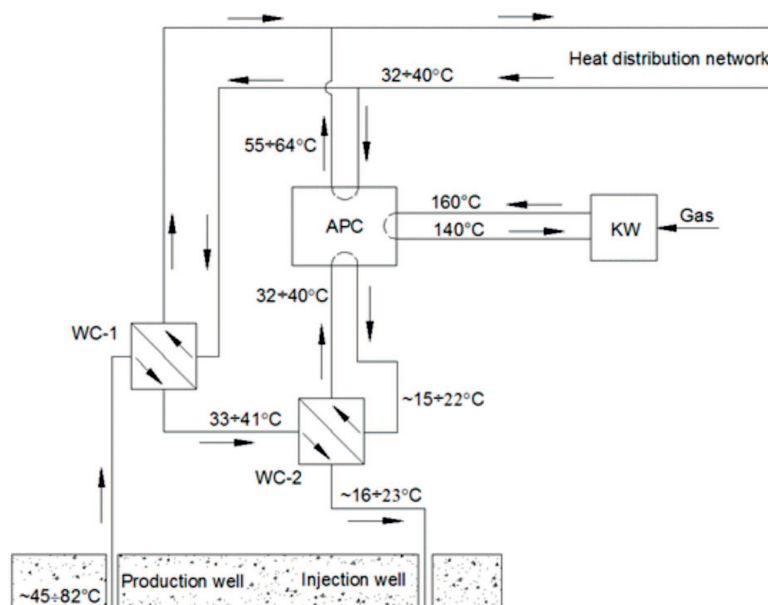 Heat distribution network
32÷40°C
55÷64°C
160°C
APC
140°C
KW
Gas
32÷40°C
WC-1
~15÷22°C
33÷41°C
WC-2
~16÷23°C
~45÷82°C
Production well
Injection well